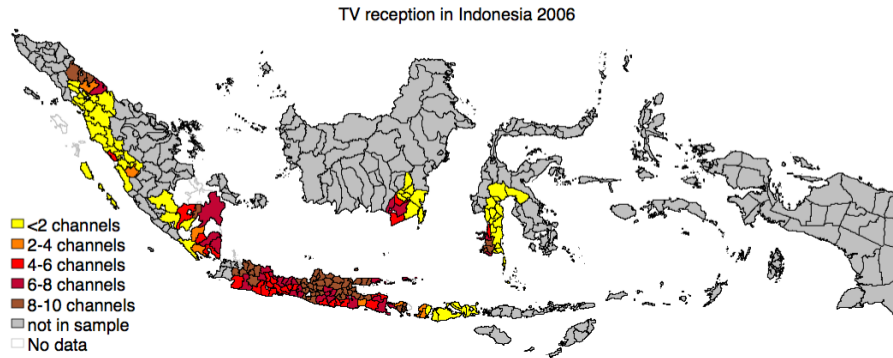 TV reception in Indonesia 2006
<2 channels
2-4 channels
4-6 channels
6-8 channels
8-10 channels
not in sample
No data